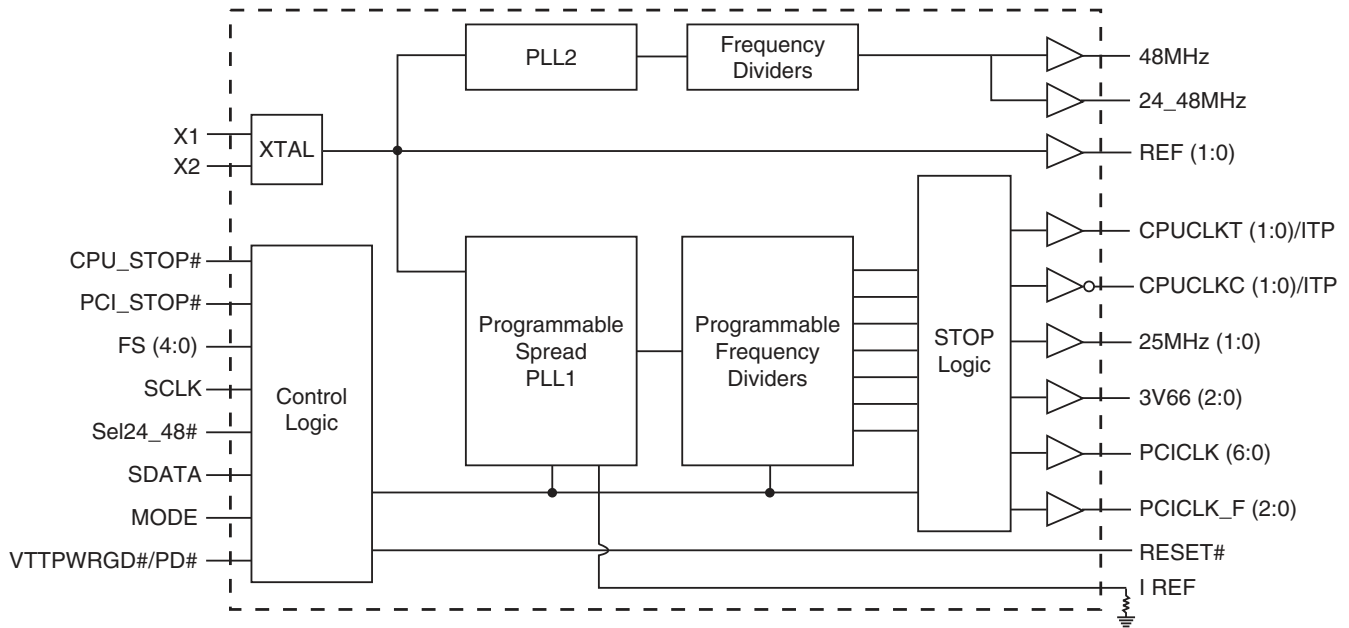 PLL2
Frequency
Dividers
48MHz
24_48MHz
X1
X2
XTAL
REF (1:0)
CPU_STOP#
PCI_STOP#
FS (4:0)
SCLK
Sel24_48#
SDATA
MODE
VTTPWRGD#/PD#
Control
Logic
Programmable
Spread
PLL1
Programmable
Frequency
Dividers
STOP
Logic
CPUCLKT (1:0)/ITP
CPUCLKC (1:0)/ITP
25MHz (1:0)
3V66 (2:0)
PCICLK (6:0)
PCICLK_F (2:0)
RESET#
I REF